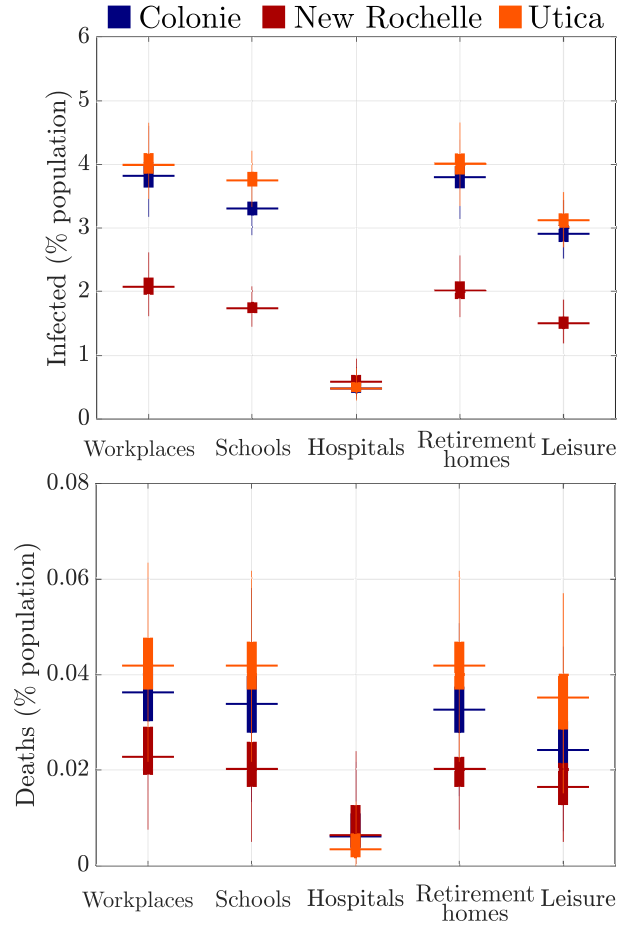 Colonie New Rochelle Utica
6
5
4
3
2
1
0
Infected (% population)
Workplaces Schools Hospitals Retirement homes Leisure
0.08
0.06
0.04
0.02
0
Deaths (% population)
Workplaces Schools Hospitals Retirement homes Leisure